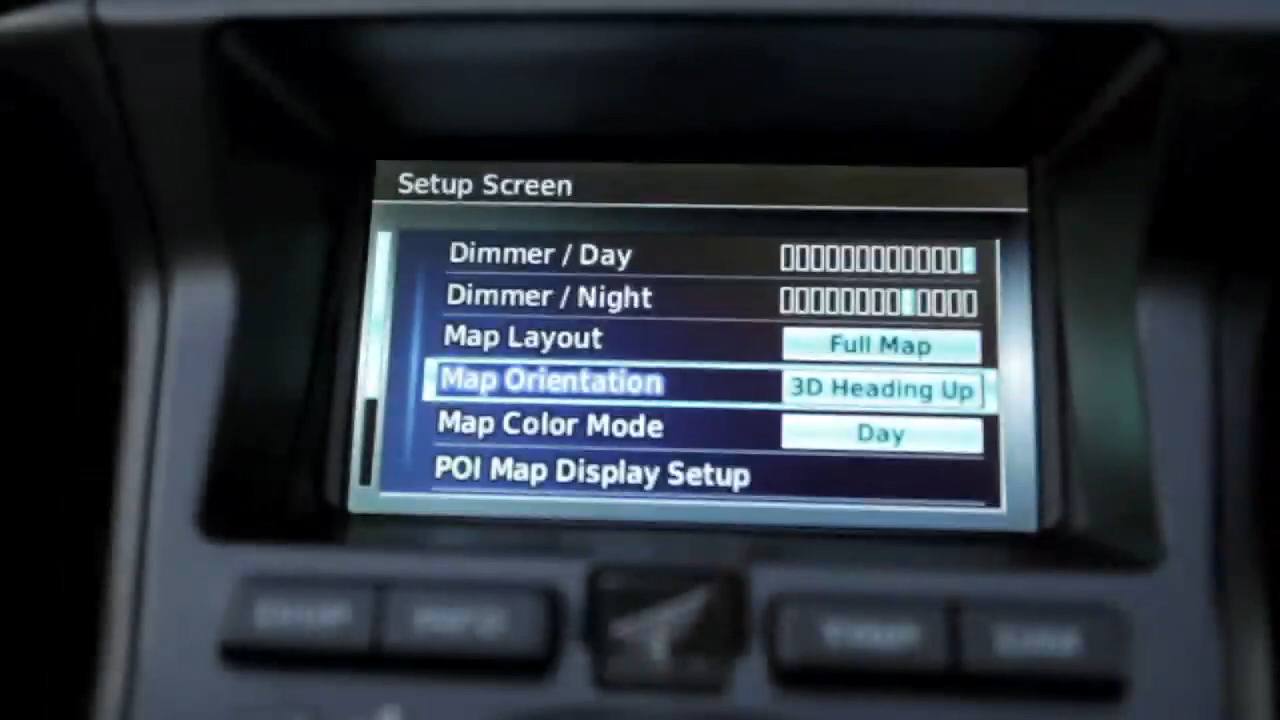 Setup Screen
Dimmer / Day
Dimmer / Night
Map Layout Full Map
Map Orientation 3D Heading Up
Map Color Mode Day
POI Map Display Setup